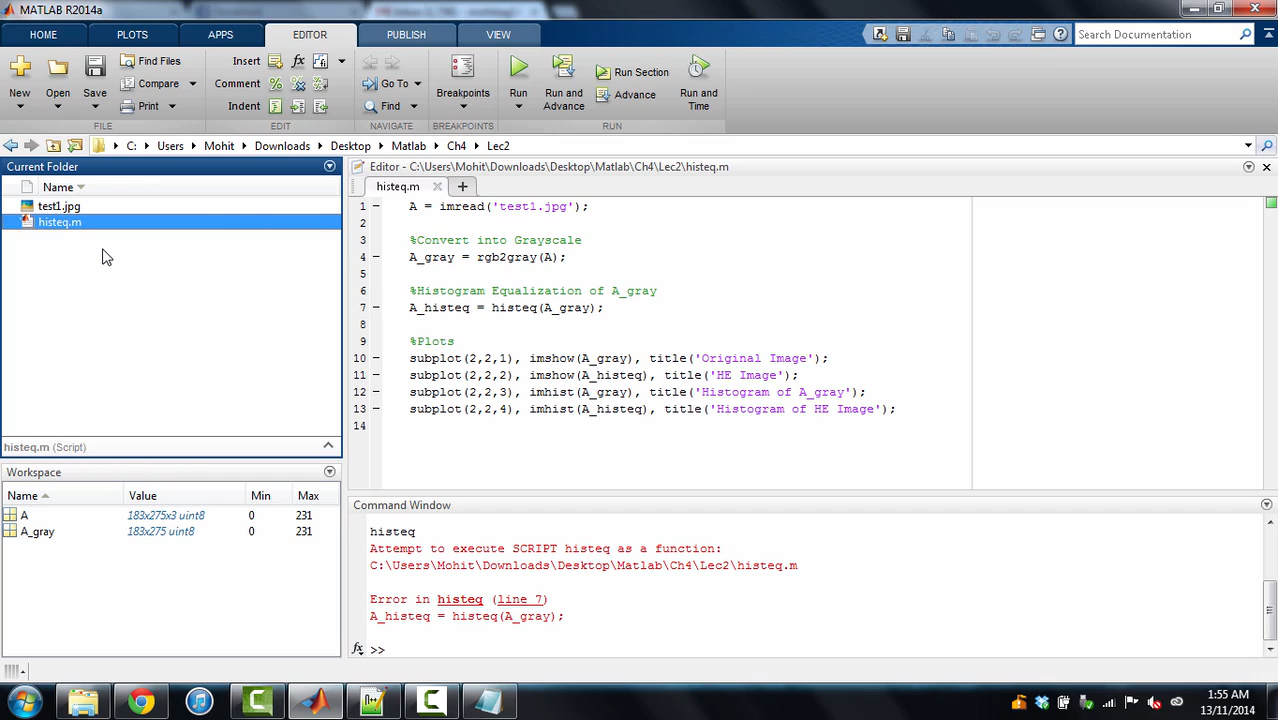 MATLAB R2014a
HOME PLOTS APPS EDITOR PUBLISH VIEW
Search Documentation
New Open Save
Find Files
Compare
Print
FILE
Insert
Comment
Indent
EDIT
Go To
Find
NAVIGATE
Breakpoints
BREAKPOINTS
Run
Run and Advance
Run Section
Advance
Run and Time
RUN
C: Users Mohit Downloads Desktop Matlab Ch4 Lec2
Current Folder
Name
test1.jpg
histeq.m
histeq.m (Script)
Workspace
Name Value Min Max
A 183x275x3 uint8 0 231
A_gray 183x275 uint8 0 231
Editor - C:\Users\Mohit\Downloads\Desktop\Matlab\Ch4\Lec2\histeq.m
histeq.m
1 A = imread('test1.jpg');
2
3 %Convert into Grayscale
4 A_gray = rgb2gray(A);
5
6 %Histogram Equalization of A_gray
7 A_histeq = histeq(A_gray);
8
9 %Plots
10 subplot(2,2,1), imshow(A_gray), title('Original Image');
11 subplot(2,2,2), imshow(A_histeq), title('HE Image');
12 subplot(2,2,3), imhist(A_gray), title('Histogram of A_gray');
13 subplot(2,2,4), imhist(A_histeq), title('Histogram of HE Image');
14
Command Window
histeq
Attempt to execute SCRIPT histeq as a function:
C:\Users\Mohit\Downloads\Desktop\Matlab\Ch4\Lec2\histeq.m
Error in histeq (line 7)
A_histeq = histeq(A_gray);
fx >>
1:55 AM
13/11/2014